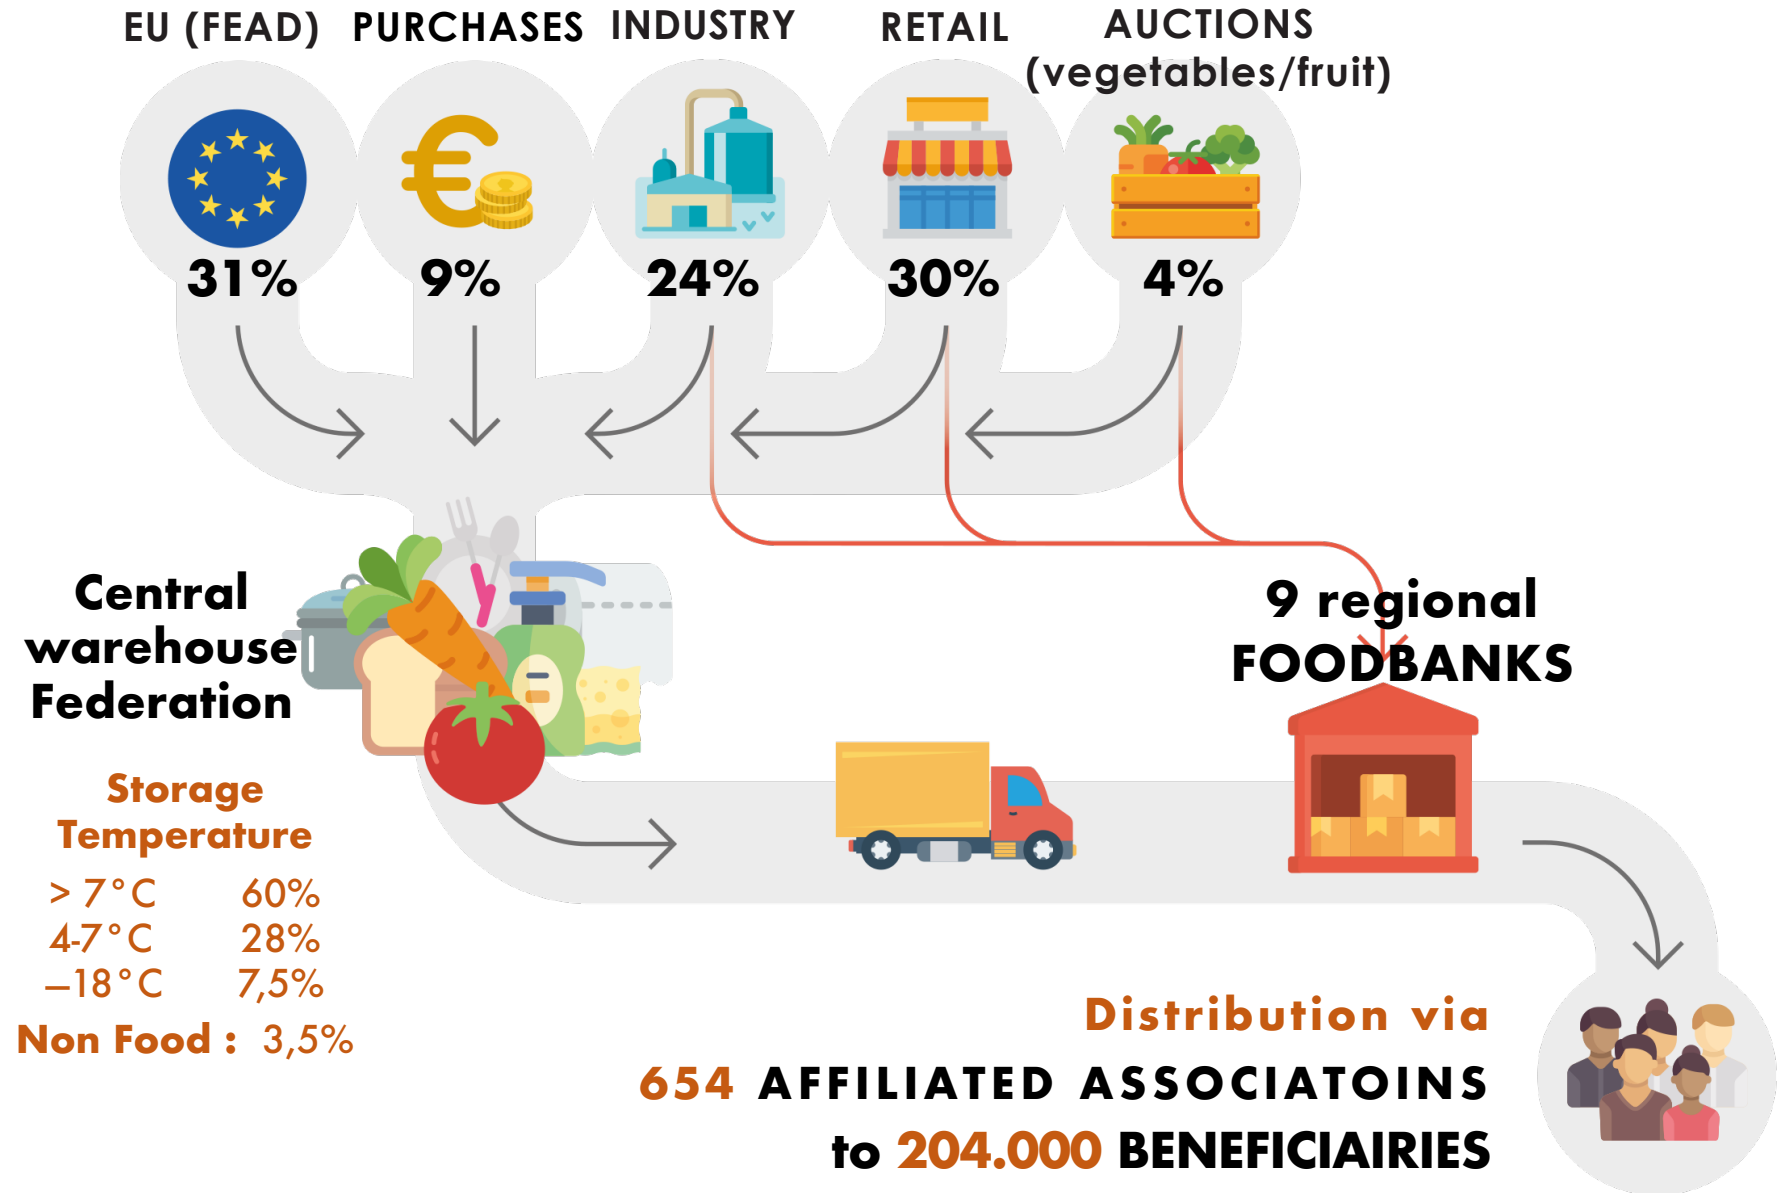 EU (FEAD)
PURCHASES
INDUSTRY
RETAIL
AUCTIONS
(vegetables/fruit)
31%
9%
24%
30%
4%
Central
warehouse
Federation
9 regional
FOODBANKS
Storage
Temperature
> 7°C 60%
4-7°C 28%
–18°C 7,5%
Non Food : 3,5%
Distribution via
654 AFFILIATED ASSOCIATOINS
to 204.000 BENEFICIAIRIES